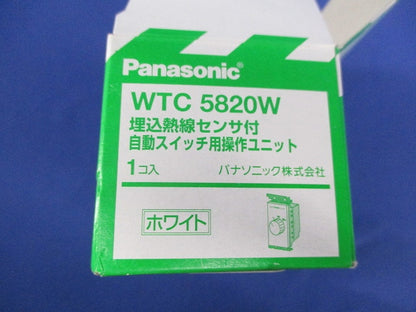 Panasonic
WTC 5820W
埋込熱線センサ付
自動スイッチ用操作ユニット
1コ入 パナソニック株式会社
ホワイト